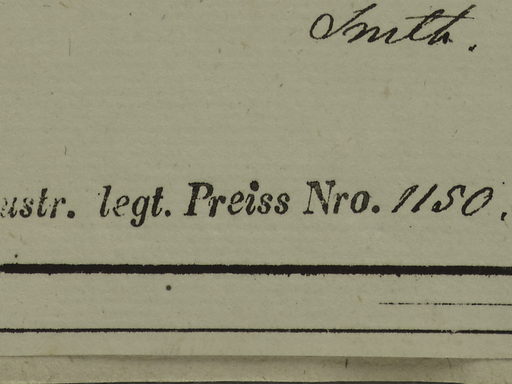 Smith.
ustr. legt. Preiss Nro. 1150.